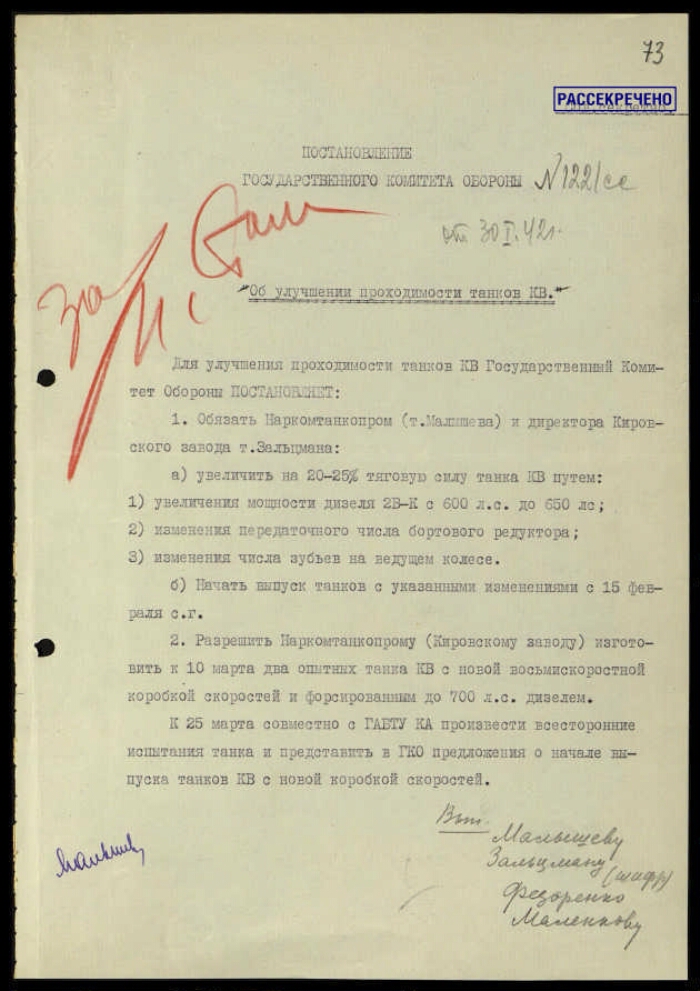 73
РАССЕКРЕЧЕНО
ПОСТАНОВЛЕНИЕ
ГОСУДАРСТВЕННОГО КОМИТЕТА ОБОРОНЫ №122/сс
от 30.I.42г.
за И Сталин
"Об улучшении проходимости танков КВ."
Для улучшения проходимости танков КВ Государственный Коми-
тет Обороны ПОСТАНОВЛЯЕТ:
1. Обязать Наркомтанкопром (т.Малышева) и директора Киров-
ского завода т.Зальцмана:
а) увеличить на 20-25% тяговую силу танка КВ путем:
1) увеличения мощности дизеля 2В-К с 600 л.с. до 650 лс;
2) изменения передаточного числа бортового редуктора;
3) изменения числа зубьев на ведущем колесе.
б) Начать выпуск танков с указанными изменениями с 15 фев-
раля с.г.
2. Разрешить Наркомтанкопрому (Кировскому заводу) изгото-
вить к 10 марта два опытных танка КВ с новой восьмискоростной
коробкой скоростей и форсированным до 700 л.с. дизелем.
К 25 марта совместно с ГАБТУ КА произвести всесторонние
испытания танка и представить в ГКО предложения о начале вы-
пуска танков КВ с новой коробкой скоростей.
Вып.
Малышеву
Зальцману (шифр)
Федоренко
Маленкову